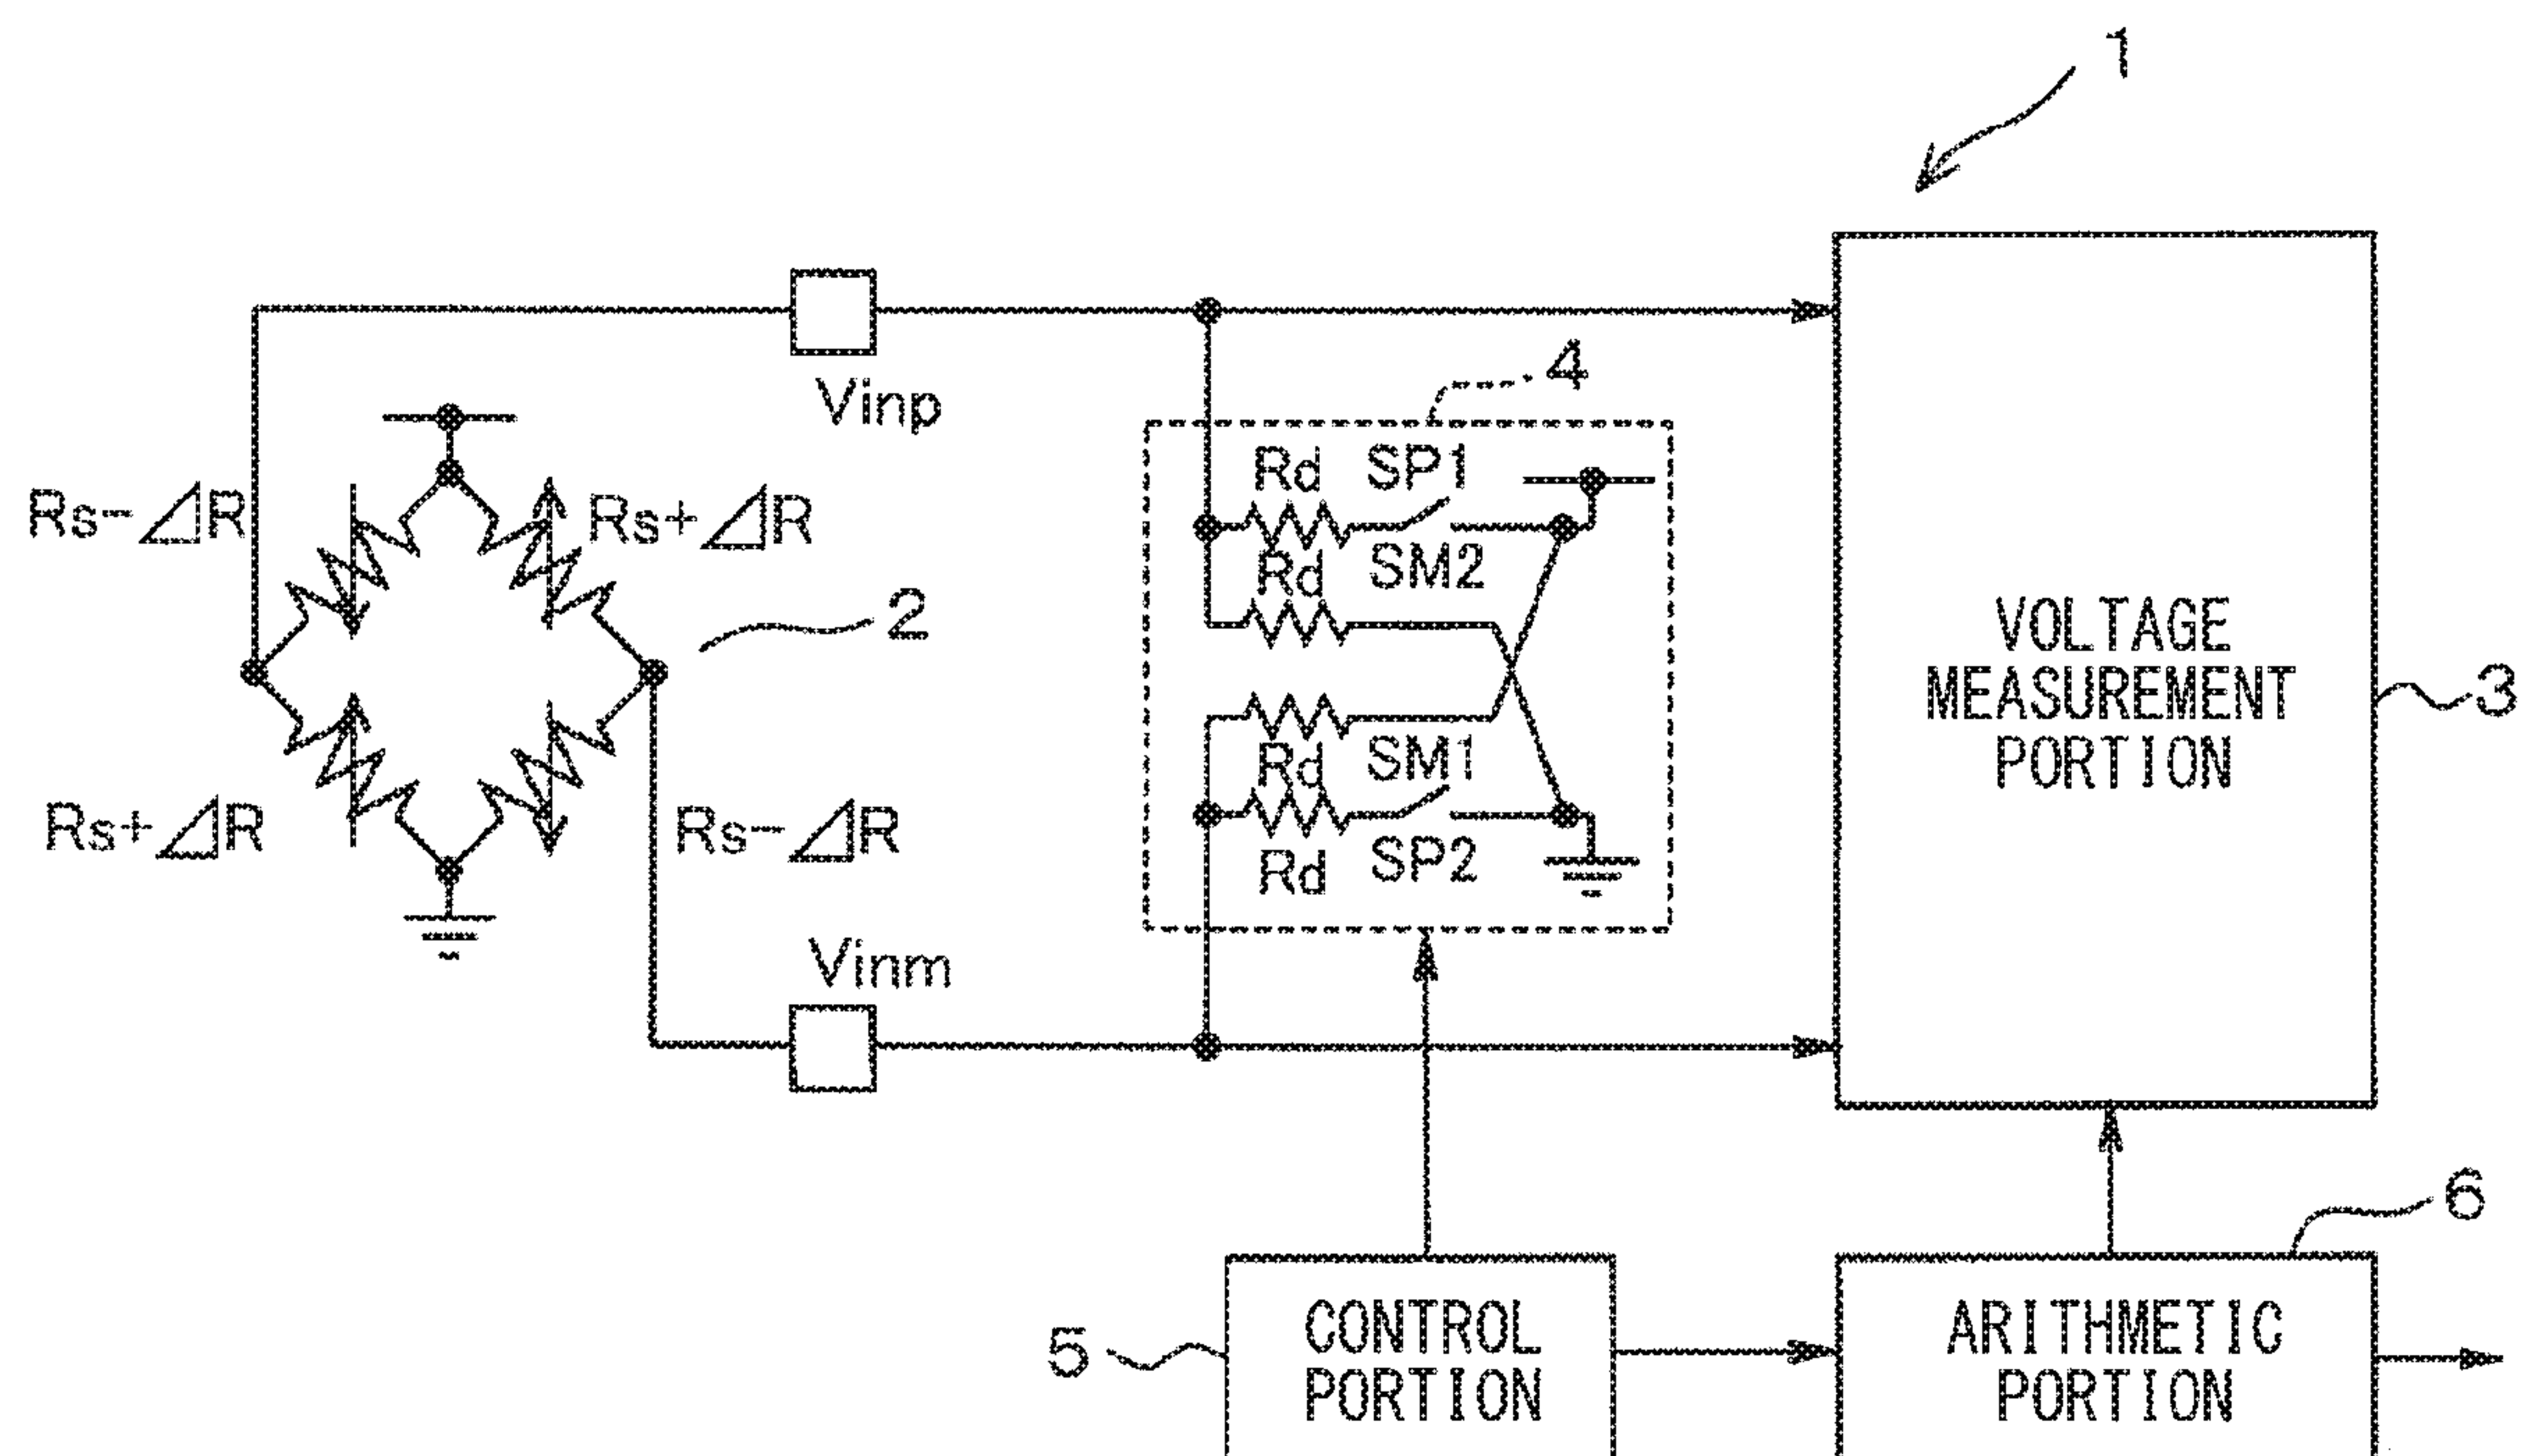 1
Vinp
4
Rs-⊿R
Rs+⊿R
Rd SP1
Rd SM2
2
VOLTAGE
MEASUREMENT
PORTION
3
Rd SM1
Rs+⊿R
Rs-⊿R
Rd SP2
Vinm
6
5
CONTROL
PORTION
ARITHMETIC
PORTION